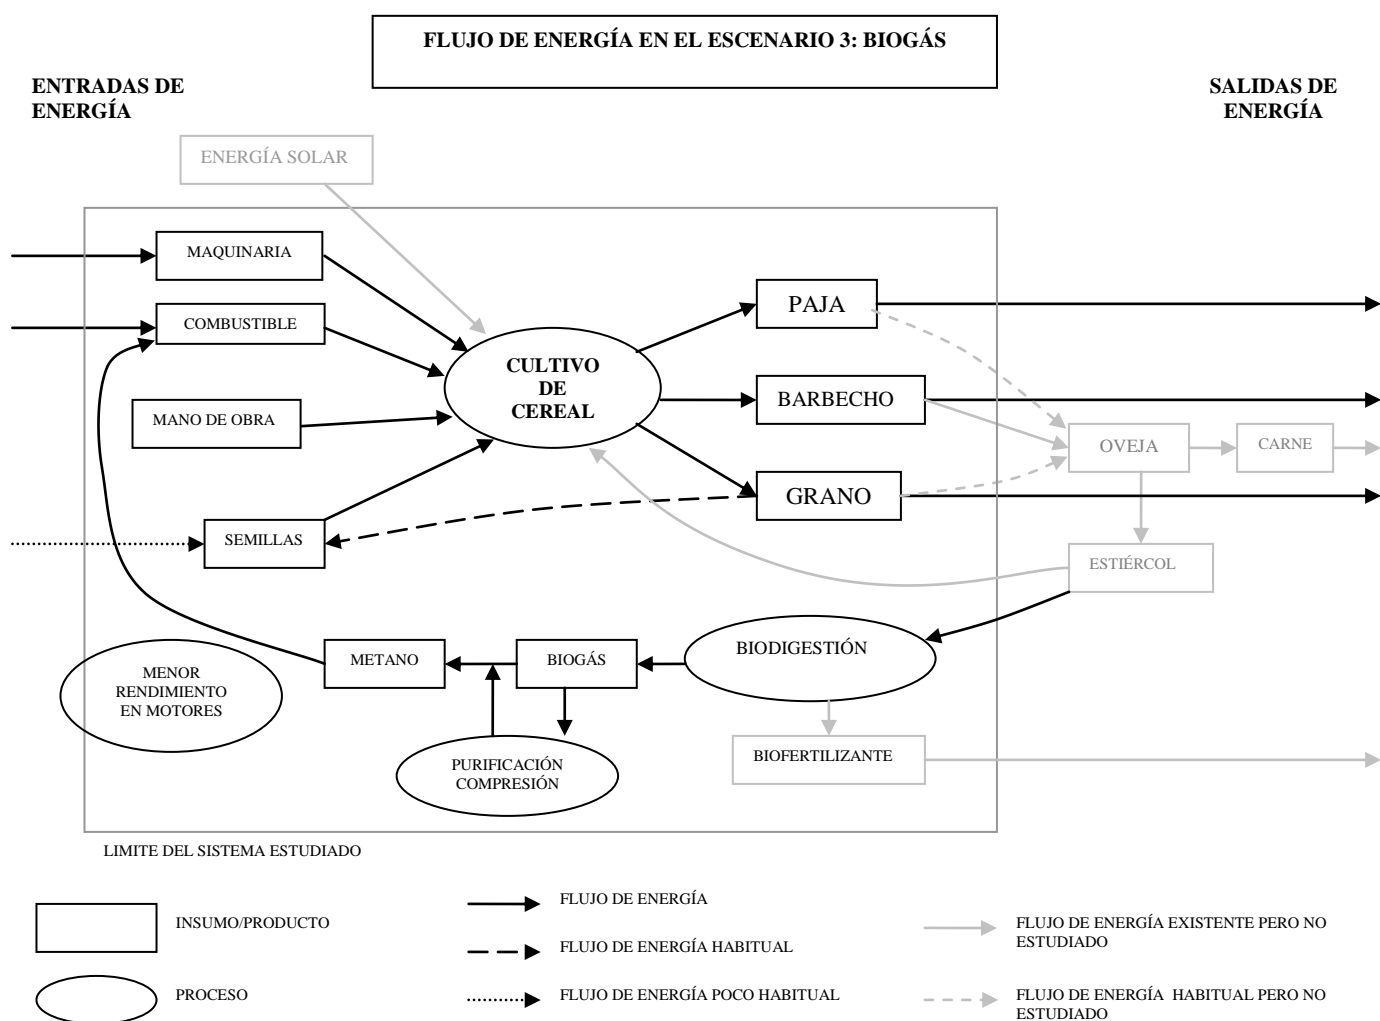 FLUJO DE ENERGÍA EN EL ESCENARIO 3: BIOGÁS
ENTRADAS DE
ENERGÍA
SALIDAS DE
ENERGÍA
ENERGÍA SOLAR
MAQUINARIA
COMBUSTIBLE
MANO DE OBRA
SEMILLAS
CULTIVO
DE
CEREAL
PAJA
BARBECHO
GRANO
OVEJA
CARNE
ESTIÉRCOL
BIODIGESTIÓN
BIOGÁS
METANO
MENOR
RENDIMIENTO
EN MOTORES
PURIFICACIÓN
COMPRESIÓN
BIOFERTILIZANTE
LIMITE DEL SISTEMA ESTUDIADO
INSUMO/PRODUCTO
PROCESO
FLUJO DE ENERGÍA
FLUJO DE ENERGÍA HABITUAL
FLUJO DE ENERGÍA POCO HABITUAL
FLUJO DE ENERGÍA EXISTENTE PERO NO
ESTUDIADO
FLUJO DE ENERGÍA  HABITUAL PERO NO
ESTUDIADO